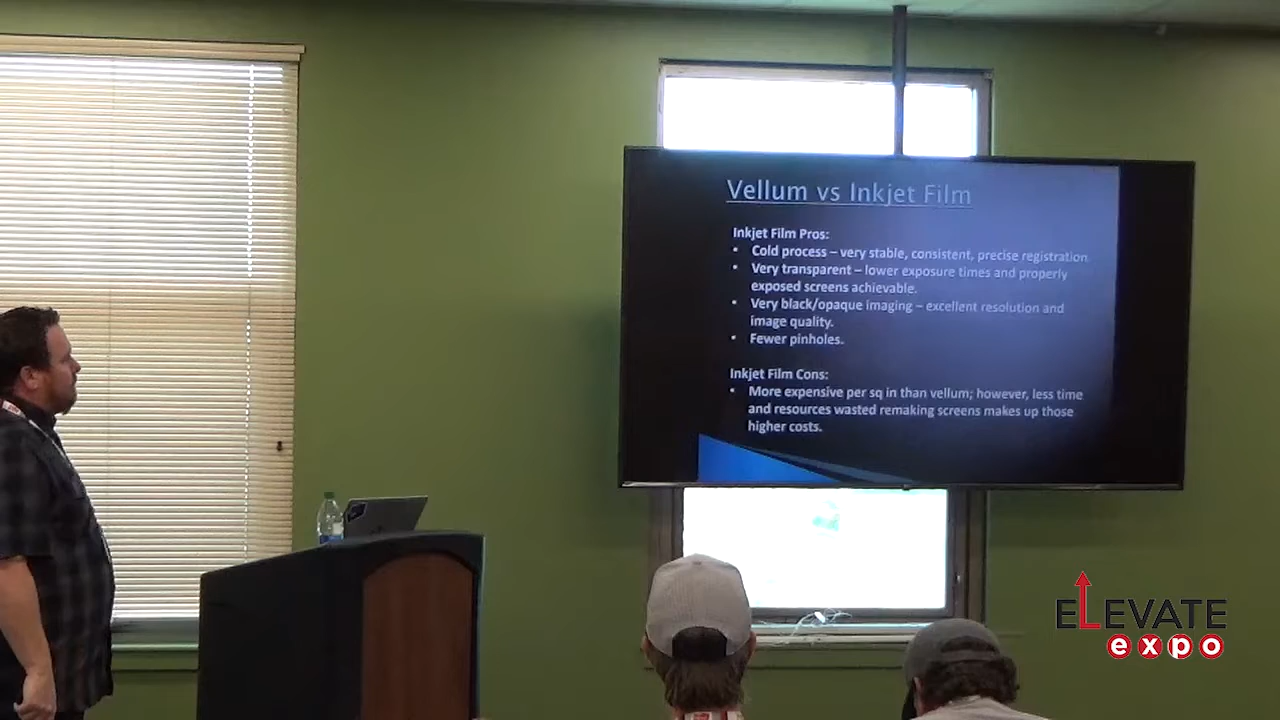 Vellum vs Inkjet Film
Inkjet Film Pros:
• Cold process – very stable, consistent, precise registration
• Very transparent – lower exposure times and properly
exposed screens achievable.
• Very black/opaque imaging – excellent resolution and
image quality.
• Fewer pinholes.
Inkjet Film Cons:
• More expensive per sq in than vellum; however, less time
and resources wasted remaking screens makes up those
higher costs.
ELEVATE
expo